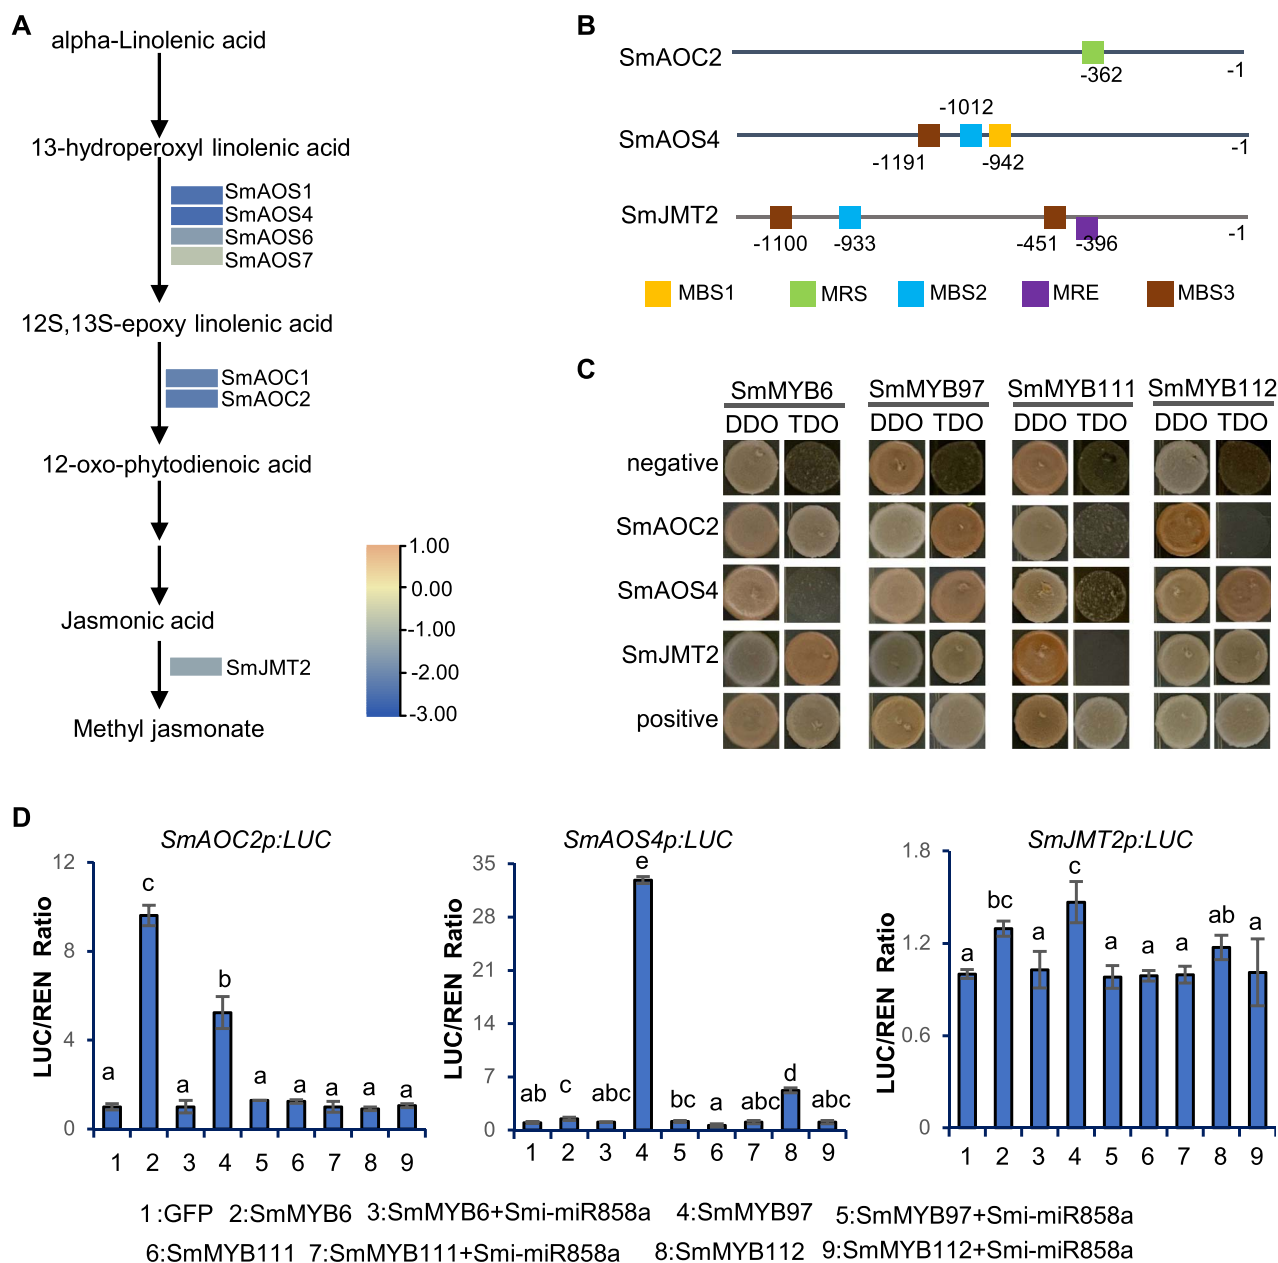 A
alpha-Linolenic acid
13-hydroperoxyl linolenic acid
SmAOS1
SmAOS4
SmAOS6
SmAOS7
12S,13S-epoxy linolenic acid
SmAOC1
SmAOC2
12-oxo-phytodienoic acid
Jasmonic acid
SmJMT2
Methyl jasmonate
1.00
0.00
-1.00
-2.00
-3.00
B
SmAOC2
-362
-1
-1012
SmAOS4
-1191
-942
-1
SmJMT2
-1100
-933
-451
-396
-1
MBS1
MRS
MBS2
MRE
MBS3
C
SmMYB6 SmMYB97 SmMYB111 SmMYB112
DDO TDO DDO TDO DDO TDO DDO TDO
negative
SmAOC2
SmAOS4
SmJMT2
positive
D
SmAOC2p:LUC
LUC/REN Ratio
12
8
4
0
a c a b a a a a a
1 2 3 4 5 6 7 8 9
SmAOS4p:LUC
LUC/REN Ratio
35
28
21
14
7
0
ab c abc e bc a abc d abc
1 2 3 4 5 6 7 8 9
SmJMT2p:LUC
LUC/REN Ratio
1.8
1.2
0.6
0
a bc a c a a a ab a
1 2 3 4 5 6 7 8 9
1:GFP 2:SmMYB6 3:SmMYB6+Smi-miR858a 4:SmMYB97 5:SmMYB97+Smi-miR858a
6:SmMYB111 7:SmMYB111+Smi-miR858a 8:SmMYB112 9:SmMYB112+Smi-miR858a